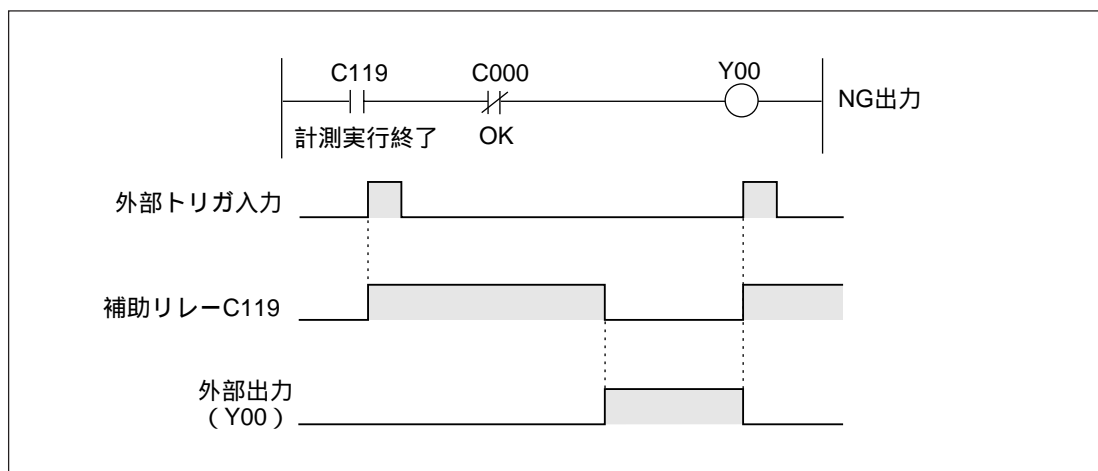 C119 C000 Y00
NG出力
計測実行終了 OK
外部トリガ入力
補助リレーC119
外部出力
（Y00）